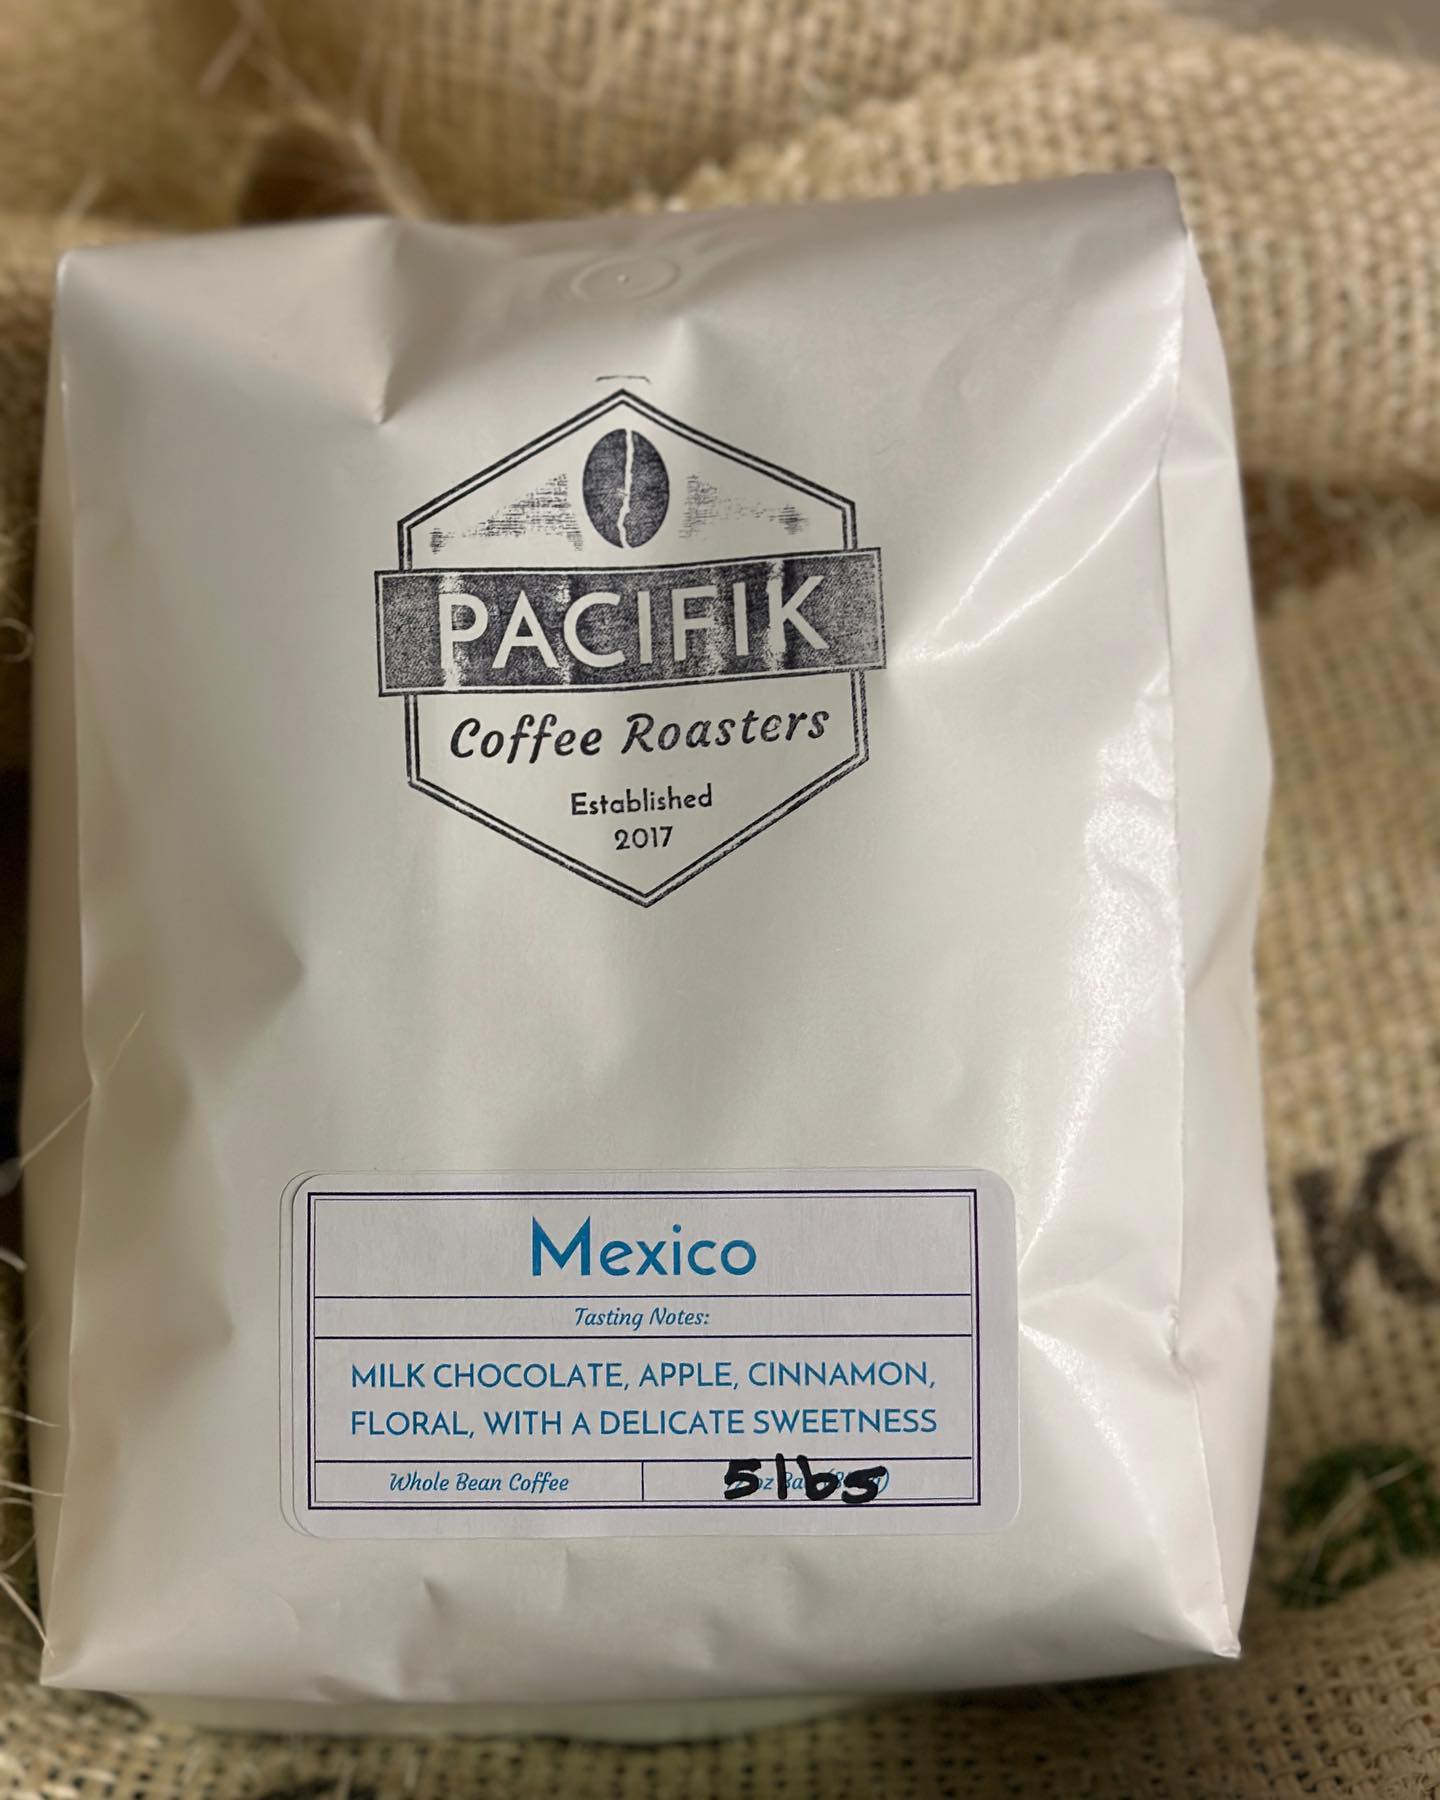 PACIFIK
Coffee Roasters
Established
2017
Mexico
Tasting Notes:
MILK CHOCOLATE, APPLE, CINNAMON,
FLORAL, WITH A DELICATE SWEETNESS
Whole Bean Coffee
5lbs
K